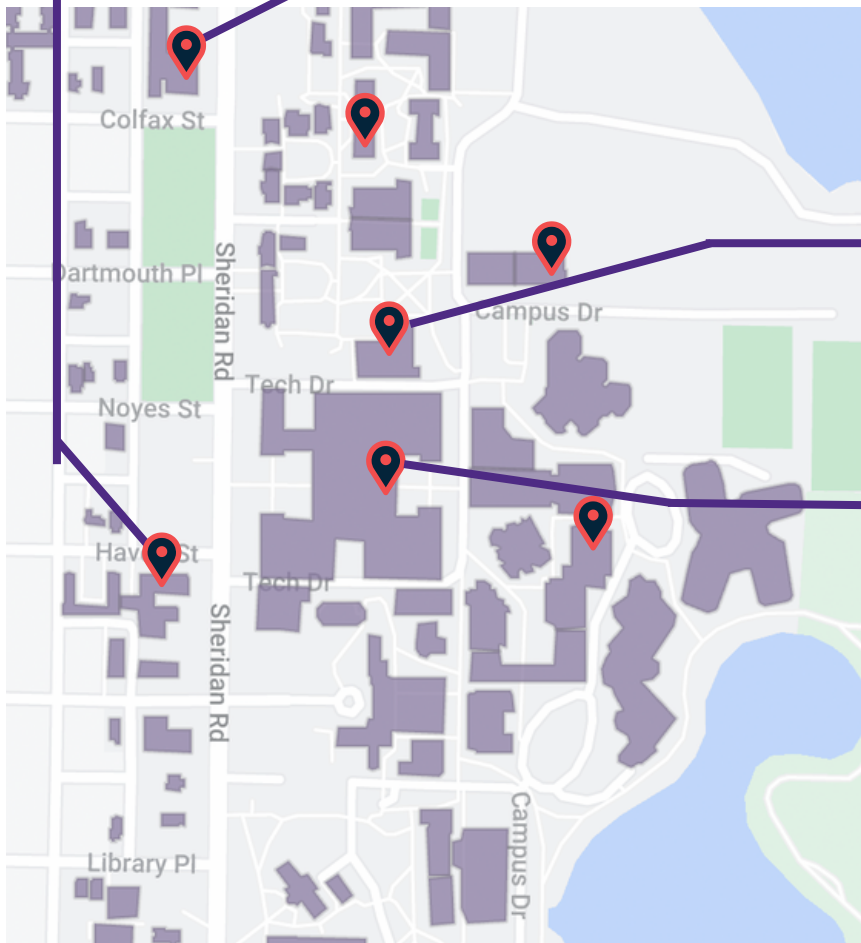 Colfax St
Sheridan Rd
Dartmouth Pl
Campus Dr
Tech Dr
Noyes St
Hav St
Tech Dr
Sheridan Rd
Campus Dr
Library Pl